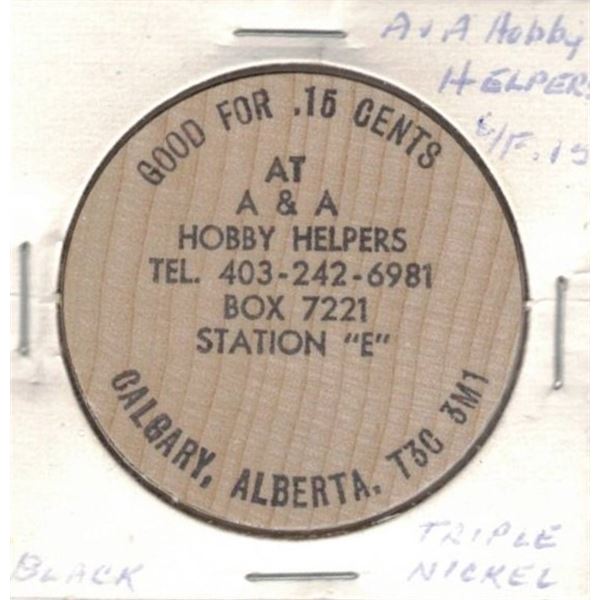 A & A Hobby
HELPERS
G/F .15
GOOD FOR .15 CENTS
AT
A & A
HOBBY HELPERS
TEL. 403-242-6981
BOX 7221
STATION "E"
CALGARY, ALBERTA. T3C 3M1
BLACK
TRIPLE
NICKEL